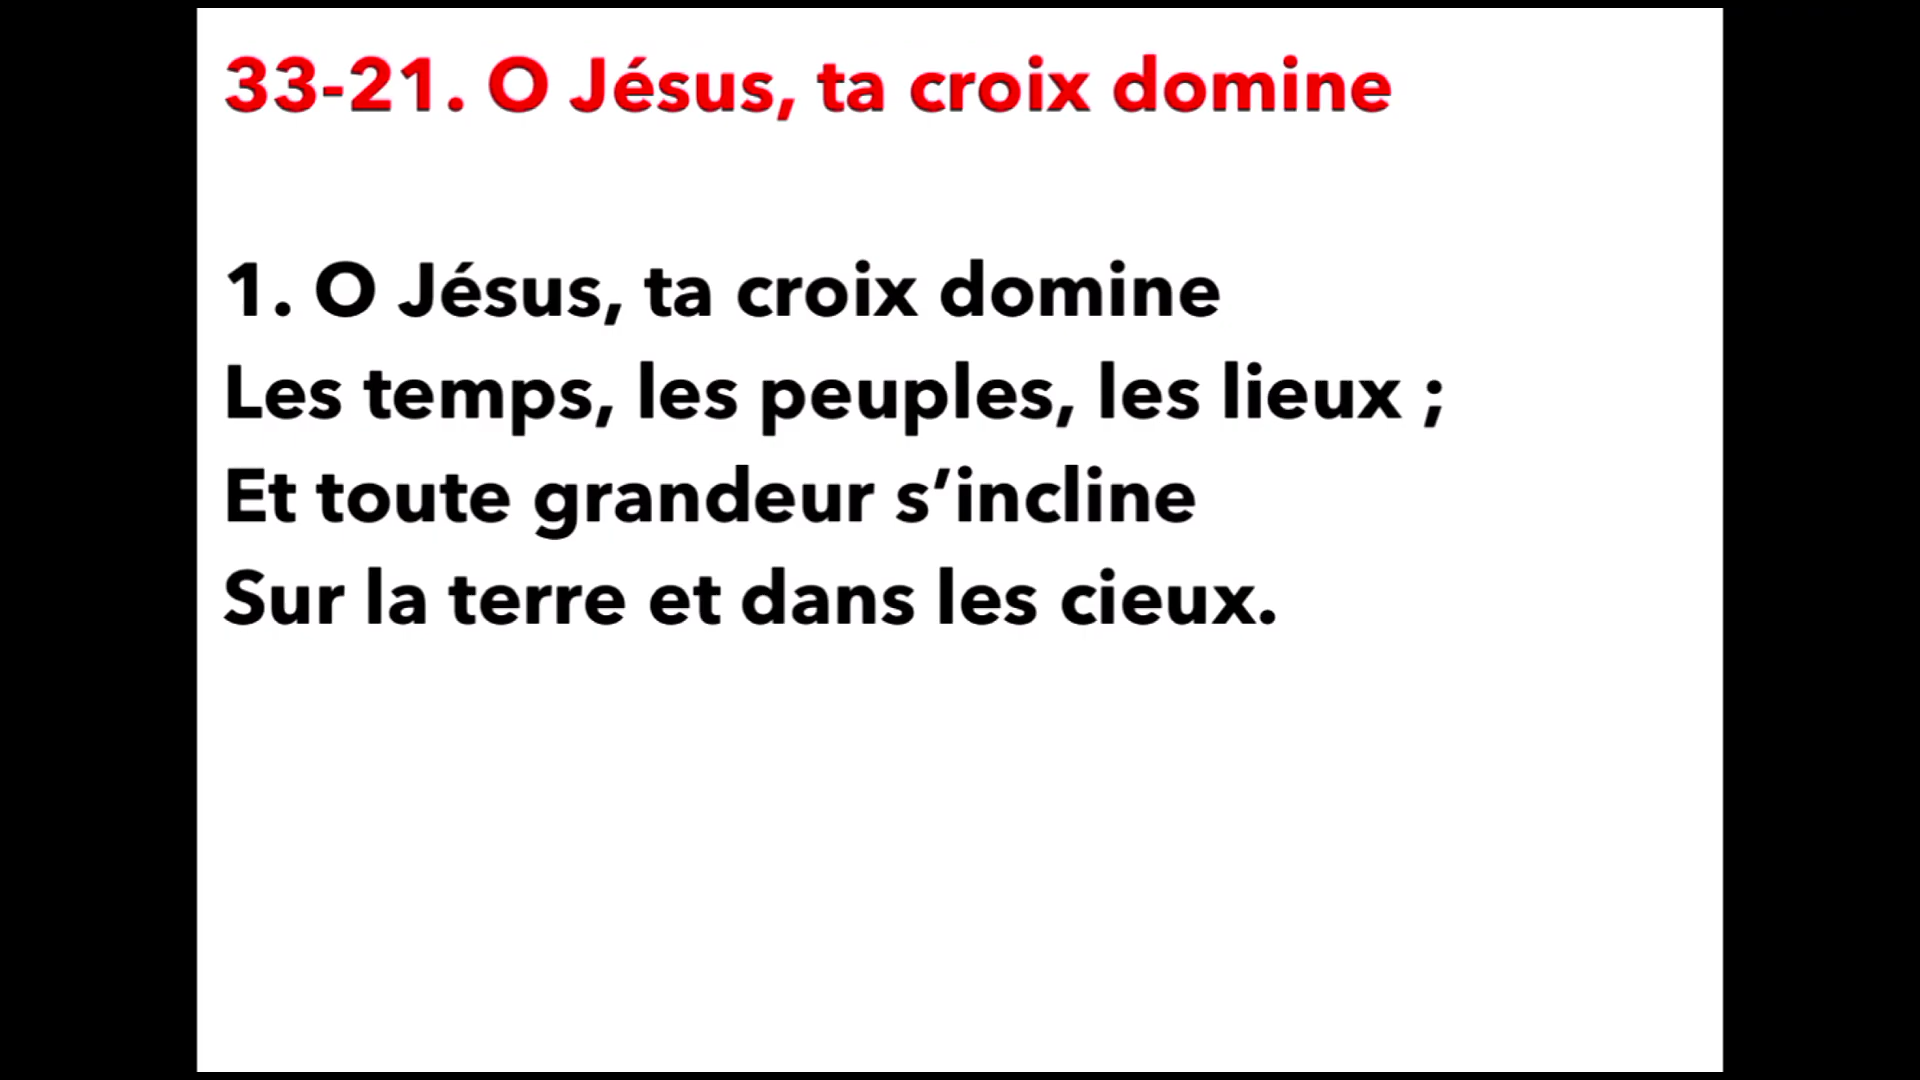 33-21. O Jésus, ta croix domine
1. O Jésus, ta croix domine
Les temps, les peuples, les lieux ;
Et toute grandeur s’incline
Sur la terre et dans les cieux.